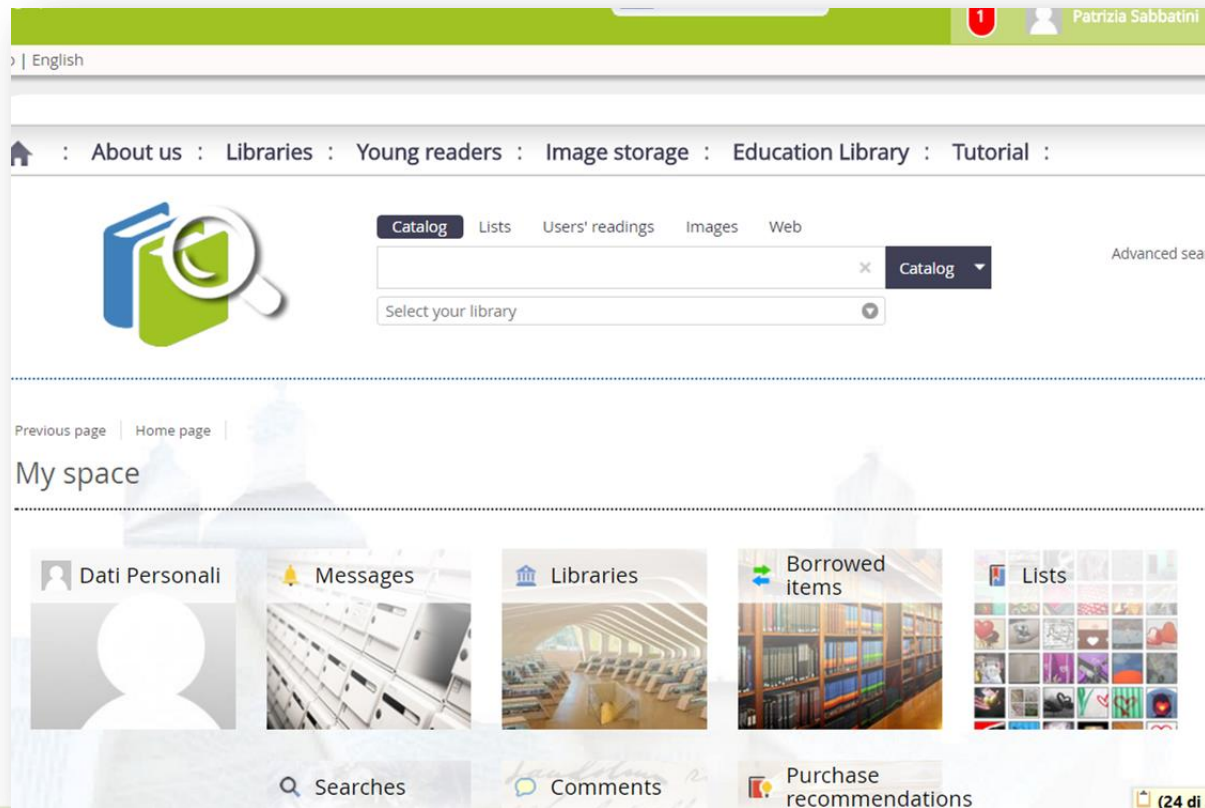 1 Patrizia Sabbatini
| English
: About us : Libraries : Young readers : Image storage : Education Library : Tutorial :
Catalog Lists Users' readings Images Web
× Catalog
Advanced sea
Select your library
Previous page | Home page |
My space
Dati Personali
Messages
Libraries
Borrowed
items
Lists
Searches
Comments
Purchase
recommendations
(24 di